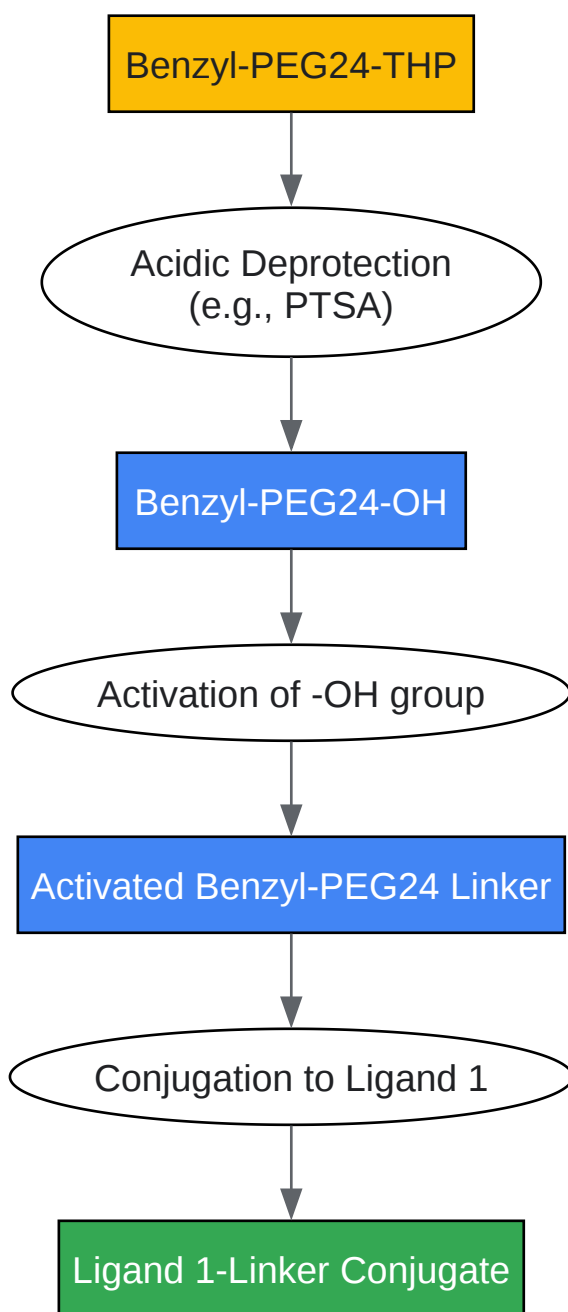 Benzyl-PEG24-THP
Acidic Deprotection
(e.g., PTSA)
Benzyl-PEG24-OH
Activation of -OH group
Activated Benzyl-PEG24 Linker
Conjugation to Ligand 1
Ligand 1-Linker Conjugate